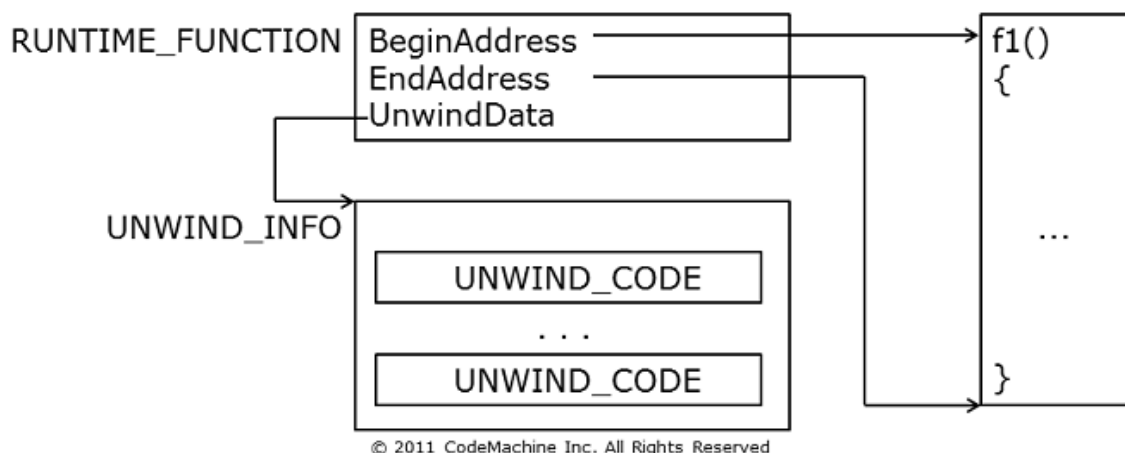 RUNTIME_FUNCTION
BeginAddress
EndAddress
UnwindData
f1()
{
...
}
UNWIND_INFO
UNWIND_CODE
. . .
UNWIND_CODE
© 2011 CodeMachine Inc. All Rights Reserved